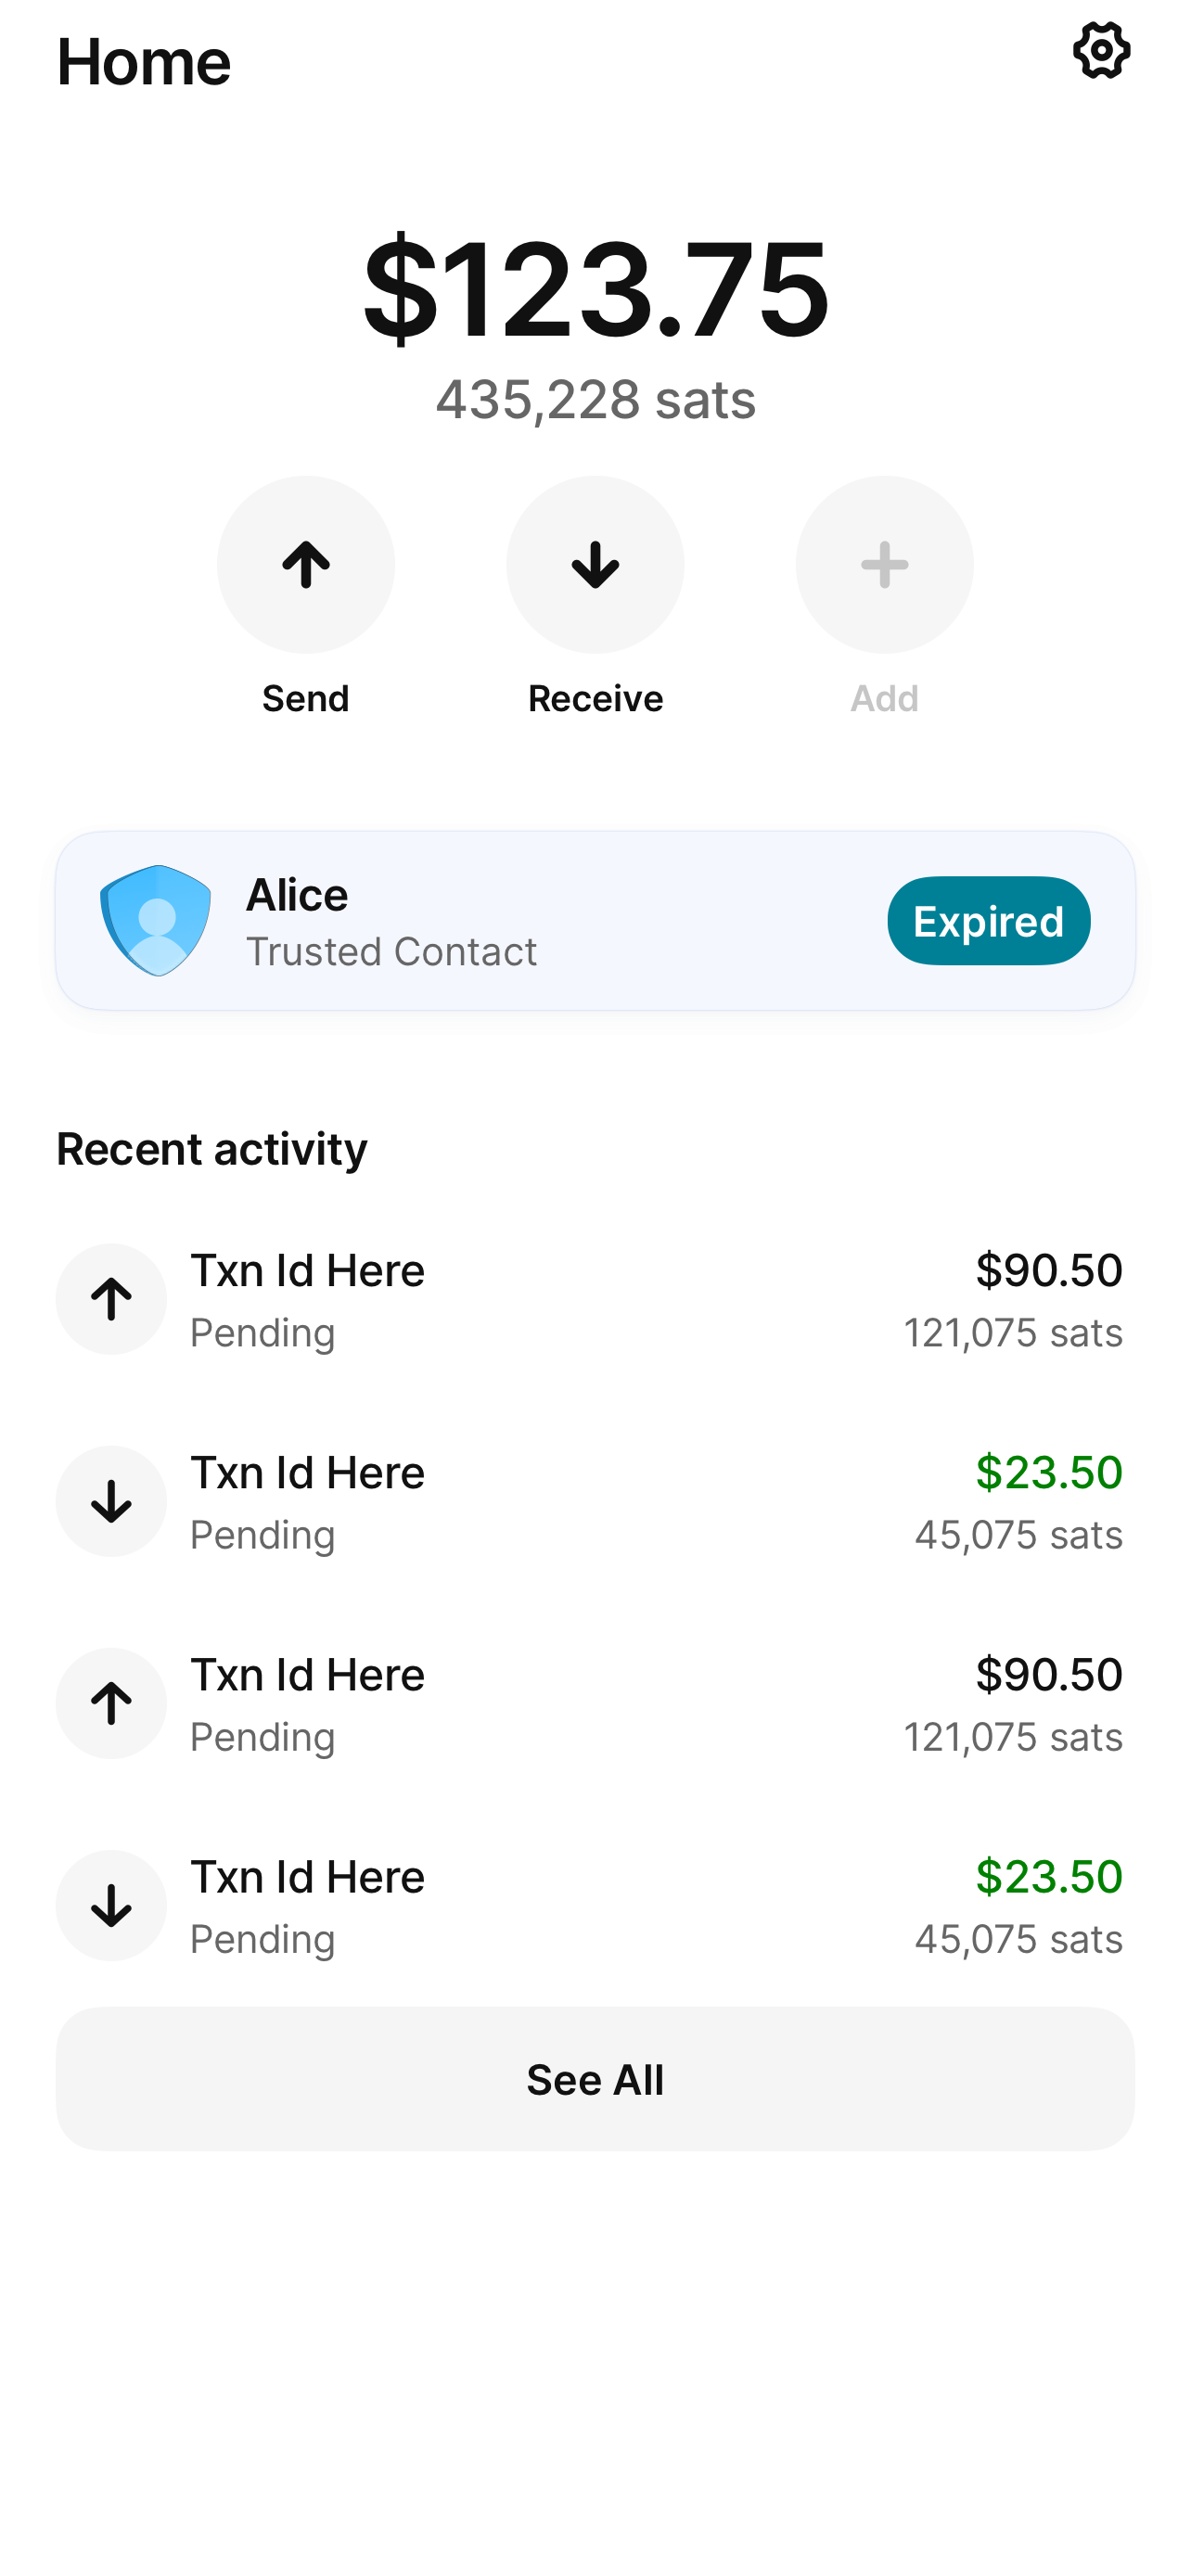 Home
$123.75
435,228 sats
Send Receive Add
Alice
Trusted Contact
Expired
Recent activity
Txn Id Here $90.50
Pending 121,075 sats
Txn Id Here $23.50
Pending 45,075 sats
Txn Id Here $90.50
Pending 121,075 sats
Txn Id Here $23.50
Pending 45,075 sats
See All